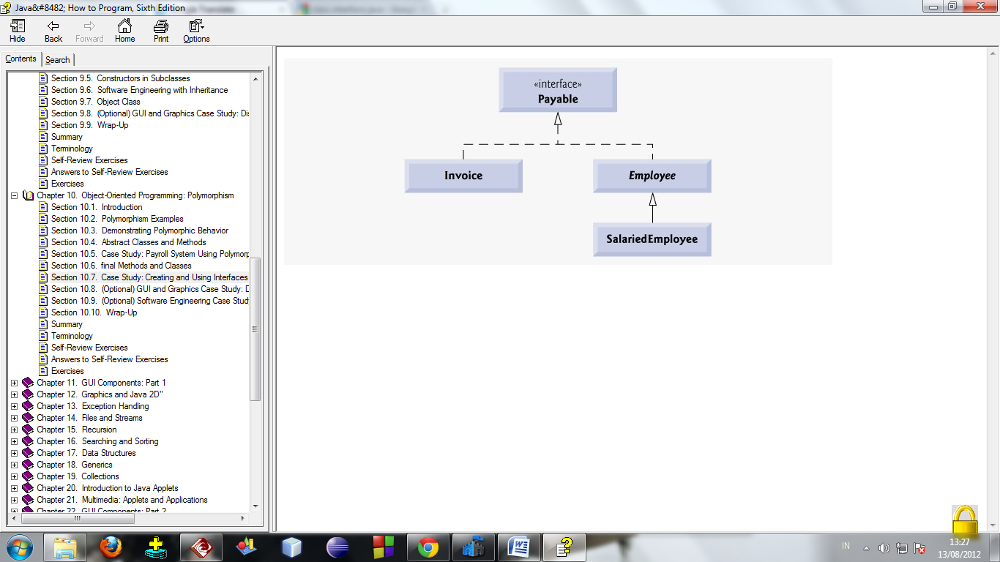 Java&#8482; How to Program, Sixth Edition
Hide Back Forward Home Print Options
Contents Search
Section 9.5. Constructors in Subclasses
Section 9.6. Software Engineering with Inheritance
Section 9.7. Object Class
Section 9.8. (Optional) GUI and Graphics Case Study: Di
Section 9.9. Wrap-Up
Summary
Terminology
Self-Review Exercises
Answers to Self-Review Exercises
Exercises
Chapter 10. Object-Oriented Programming: Polymorphism
Section 10.1. Introduction
Section 10.2. Polymorphism Examples
Section 10.3. Demonstrating Polymorphic Behavior
Section 10.4. Abstract Classes and Methods
Section 10.5. Case Study: Payroll System Using Polymorp
Section 10.6. final Methods and Classes
Section 10.7. Case Study: Creating and Using Interfaces
Section 10.8. (Optional) GUI and Graphics Case Study: D
Section 10.9. (Optional) Software Engineering Case Stud
Section 10.10. Wrap-Up
Summary
Terminology
Self-Review Exercises
Answers to Self-Review Exercises
Exercises
Chapter 11. GUI Components: Part 1
Chapter 12. Graphics and Java 2D"
Chapter 13. Exception Handling
Chapter 14. Files and Streams
Chapter 15. Recursion
Chapter 16. Searching and Sorting
Chapter 17. Data Structures
Chapter 18. Generics
Chapter 19. Collections
Chapter 20. Introduction to Java Applets
Chapter 21. Multimedia: Applets and Applications
Chapter 22. GUI Components: Part 2
«interface»
Payable
Invoice
Employee
SalariedEmployee
IN
13:27
13/08/2012